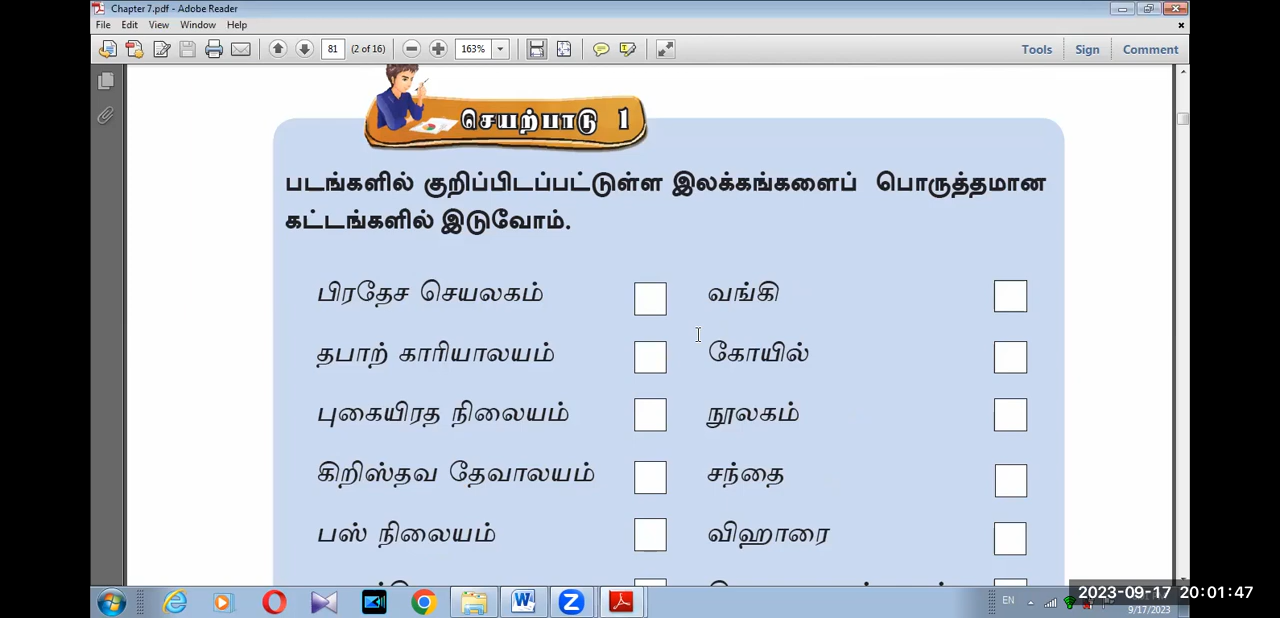 Chapter 7.pdf - Adobe Reader
File Edit View Window Help
81 (2 of 16) 163% Tools Sign Comment
செயற்பாடு 1
படங்களில் குறிப்பிடப்பட்டுள்ள இலக்கங்களைப் பொருத்தமான
கட்டங்களில் இடுவோம்.
பிரதேச செயலகம் வங்கி
தபாற் காரியாலயம் கோயில்
புகையிரத நிலையம் நூலகம்
கிறிஸ்தவ தேவாலயம் சந்தை
பஸ் நிலையம் விஹாரை
EN 2023-09-17 20:01:47
9/17/2023